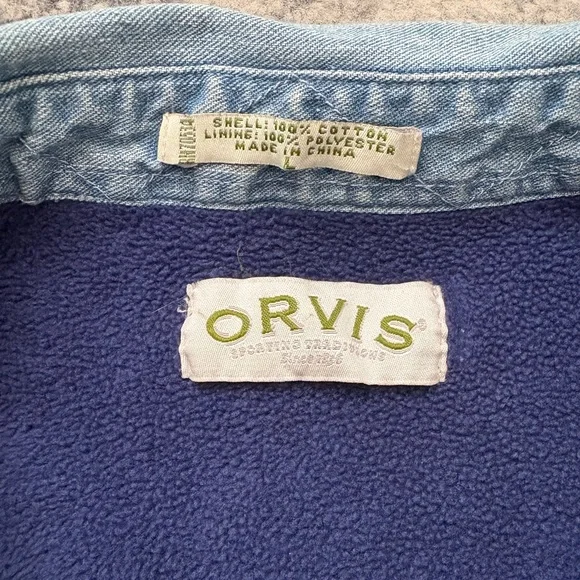 SHELL: 100% COTTON
LINING: 100% POLYESTER
MADE IN CHINA
L
ORVIS®
SPORTING TRADITIONS
Since 1856